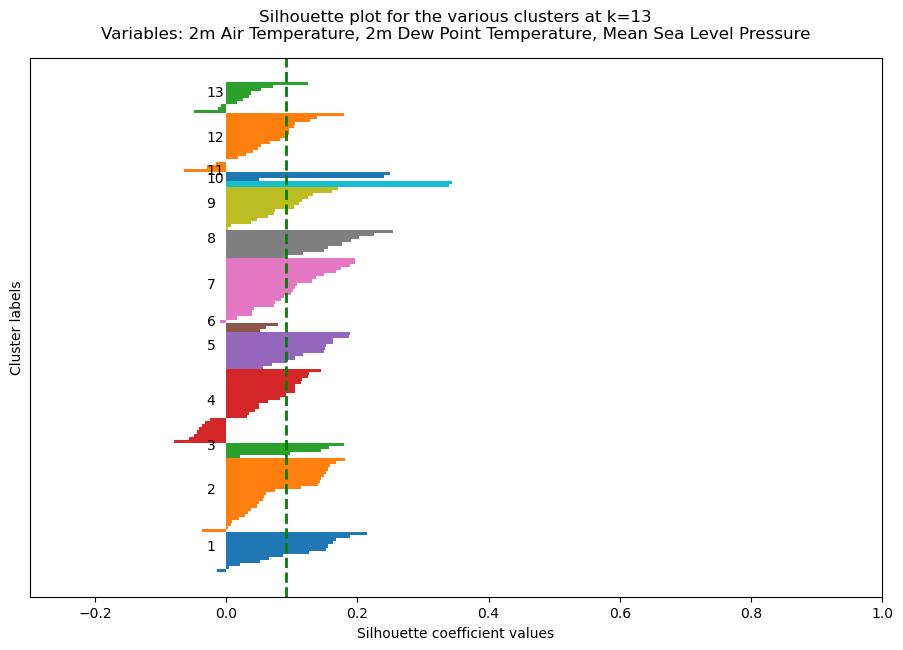 Silhouette plot for the various clusters at k=13
Variables: 2m Air Temperature, 2m Dew Point Temperature, Mean Sea Level Pressure
Cluster labels
13
12
11
10
9
8
7
6
5
4
3
2
1
−0.2 0.0 0.2 0.4 0.6 0.8 1.0
Silhouette coefficient values